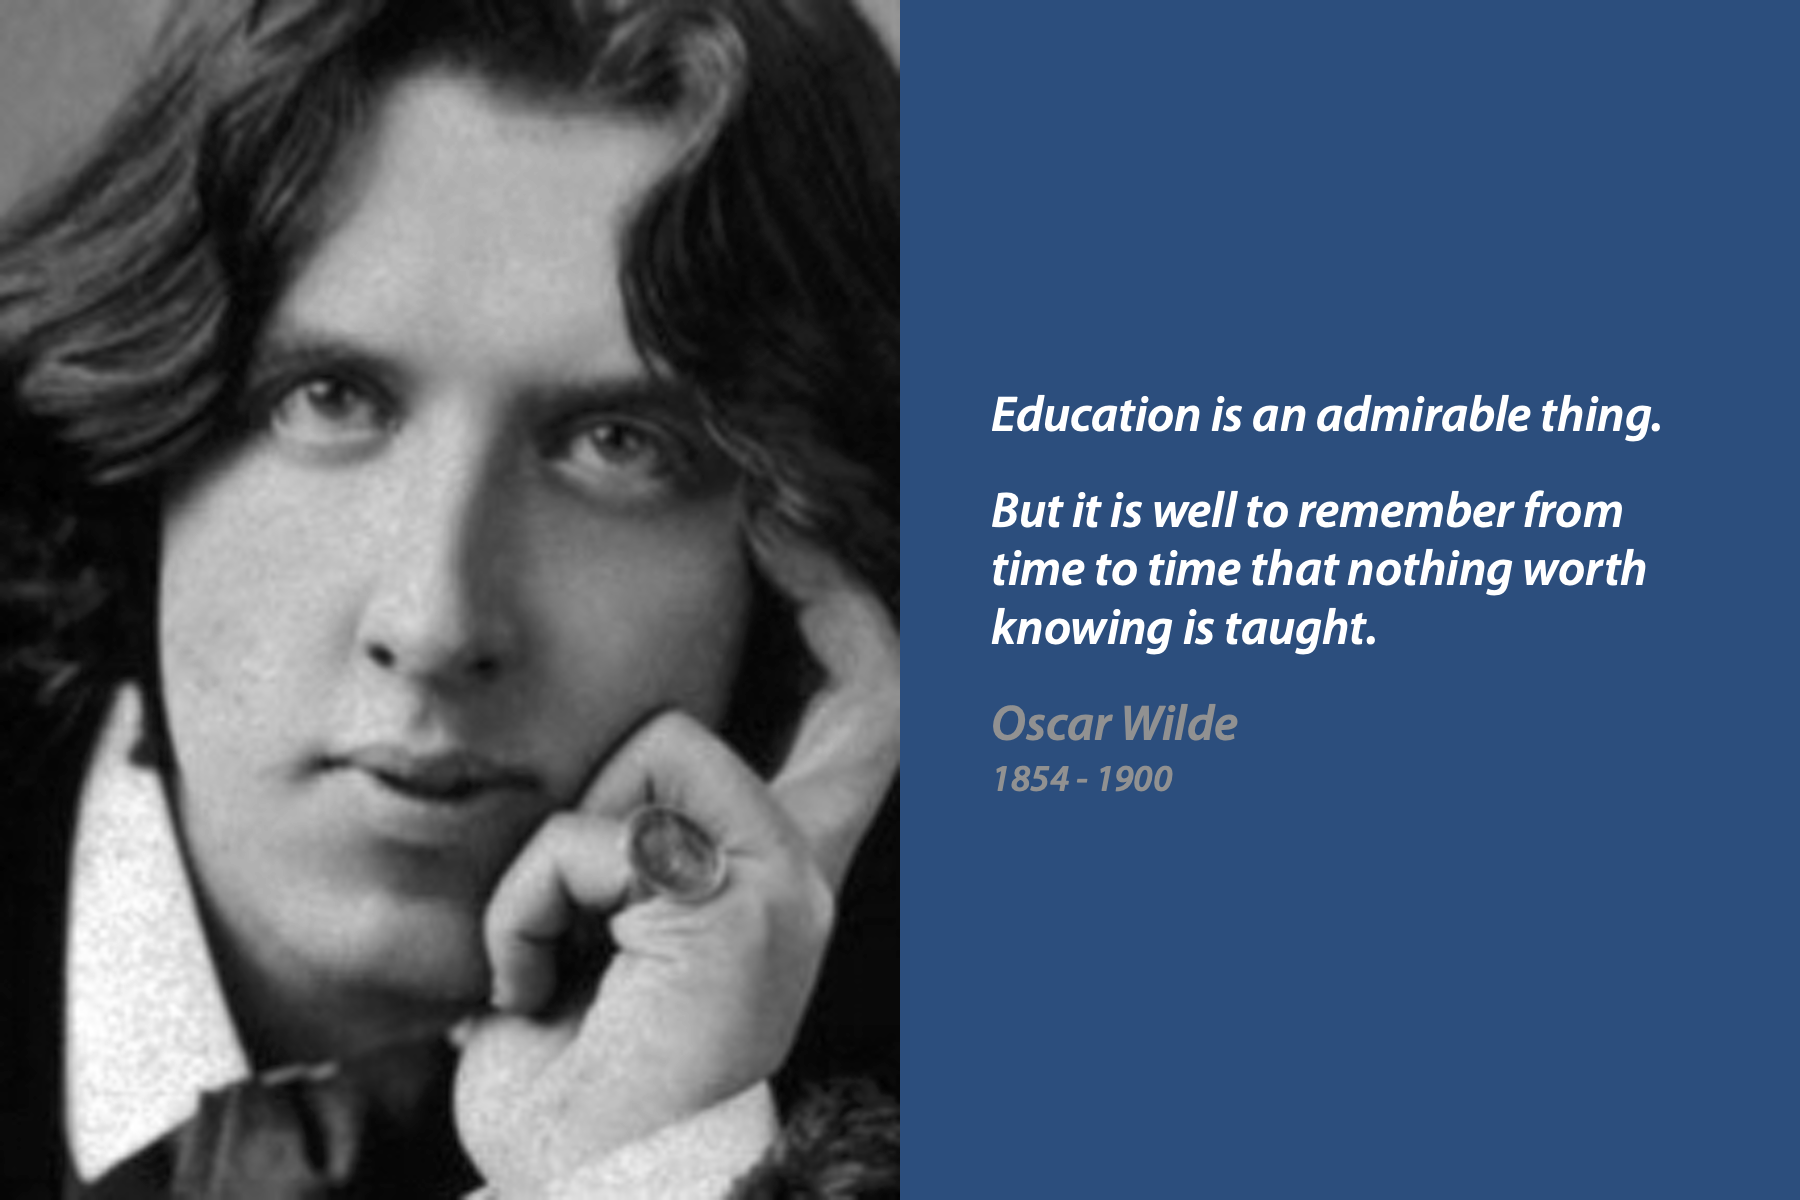 Education is an admirable thing.
But it is well to remember from
time to time that nothing worth
knowing is taught.
Oscar Wilde
1854 - 1900